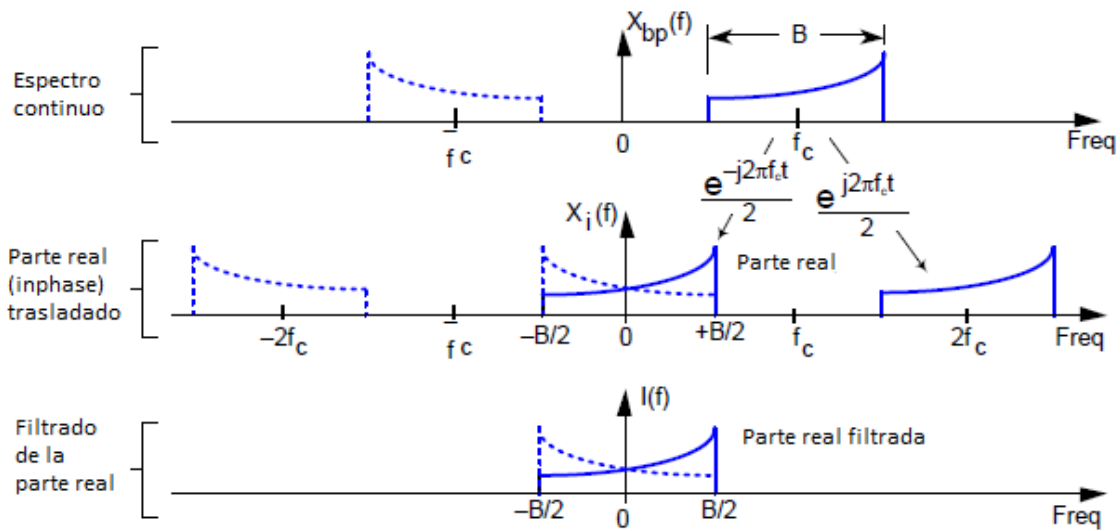 Espectro
continuo
X_bp(f)
B
–f c
0
f_c
Freq
e^{-j2πf_c t}/2
e^{j2πf_c t}/2
Parte real
(inphase)
trasladado
X_i(f)
Parte real
–2f_c
–f c
–B/2
0
+B/2
f_c
2f_c
Freq
Filtrado
de la
parte real
I(f)
Parte real filtrada
–B/2
0
B/2
Freq